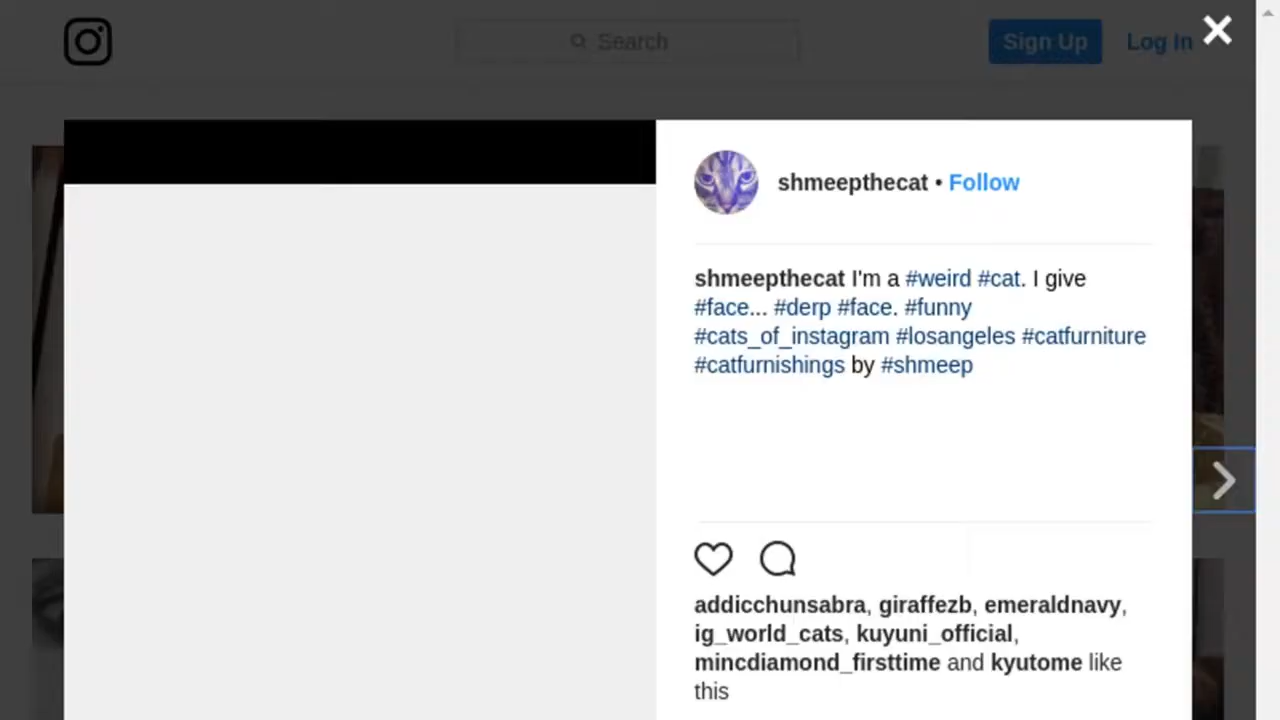 Search
Sign Up
Log In
shmeepthecat • Follow
shmeepthecat I'm a #weird #cat. I give
#face... #derp #face. #funny
#cats_of_instagram #losangeles #catfurniture
#catfurnishings by #shmeep
addicchunsabra, giraffezb, emeraldnavy,
ig_world_cats, kuyuni_official,
mincdiamond_firsttime and kyutome like
this